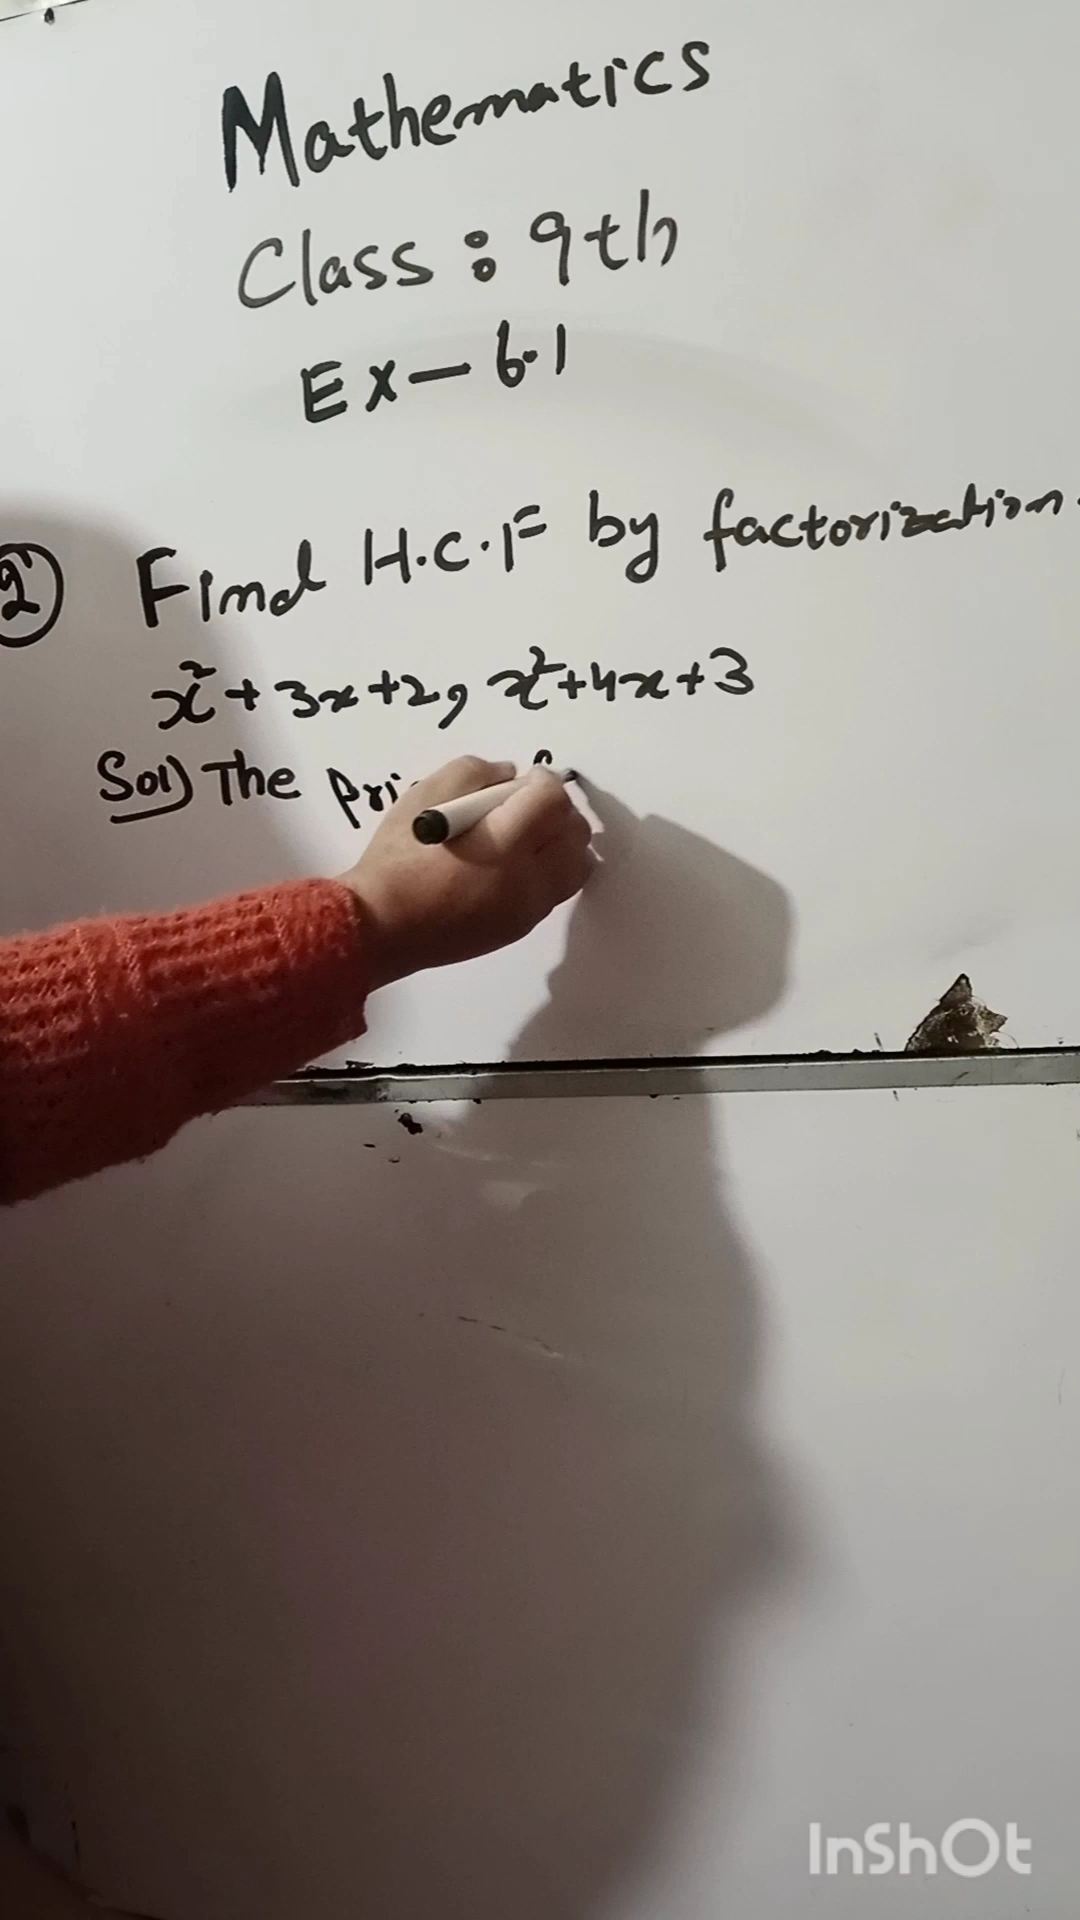 Mathematics
Class : 9th
Ex - 6.1
② Find H.C.F by factorization.
x²+3x+2, x²+4x+3
Sol) The
InShOt